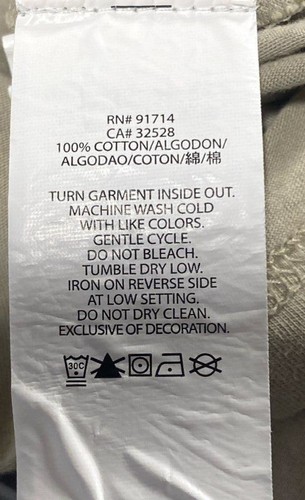 RN# 91714
CA# 32528
100% COTTON/ALGODON/
ALGODAO/COTON/綿/棉
TURN GARMENT INSIDE OUT.
MACHINE WASH COLD
WITH LIKE COLORS.
GENTLE CYCLE.
DO NOT BLEACH.
TUMBLE DRY LOW.
IRON ON REVERSE SIDE
AT LOW SETTING.
DO NOT DRY CLEAN.
EXCLUSIVE OF DECORATION.
30C